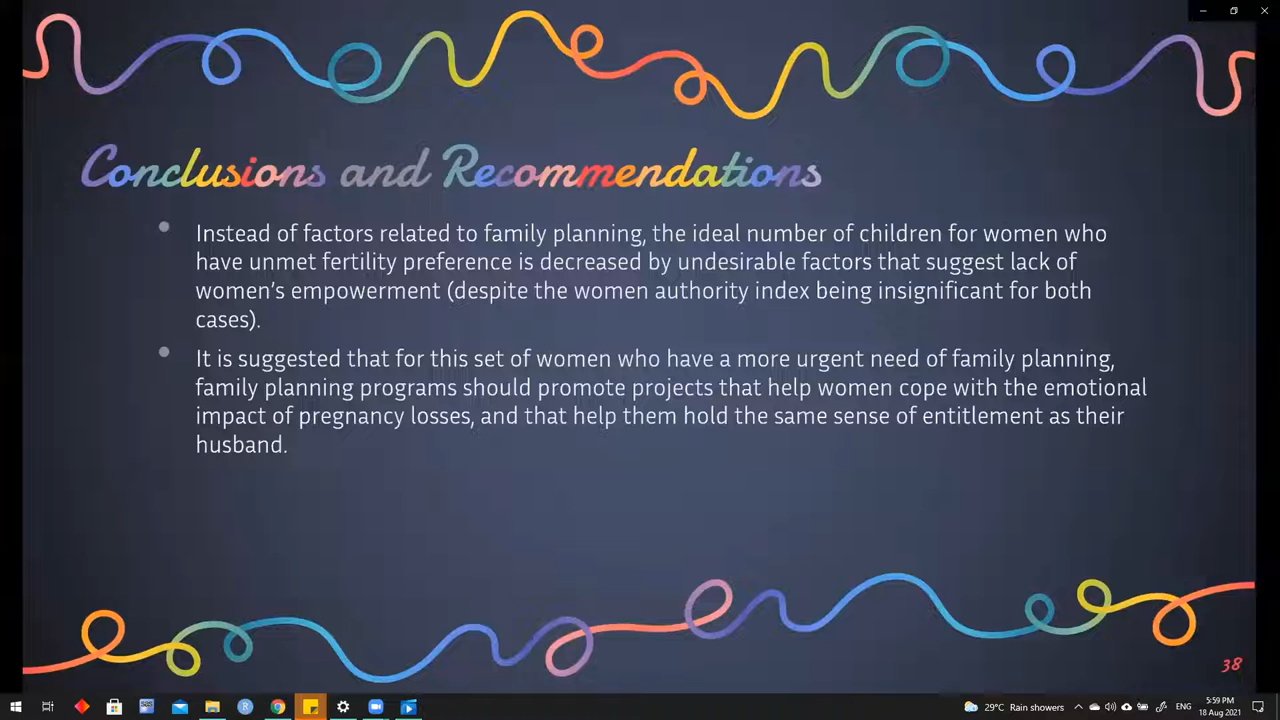 Conclusions and Recommendations
Instead of factors related to family planning, the ideal number of children for women who
have unmet fertility preference is decreased by undesirable factors that suggest lack of
women's empowerment (despite the women authority index being insignificant for both
cases).
It is suggested that for this set of women who have a more urgent need of family planning,
family planning programs should promote projects that help women cope with the emotional
impact of pregnancy losses, and that help them hold the same sense of entitlement as their
husband.
38
29°C Rain showers
ENG
5:59 PM
18 Aug 2021